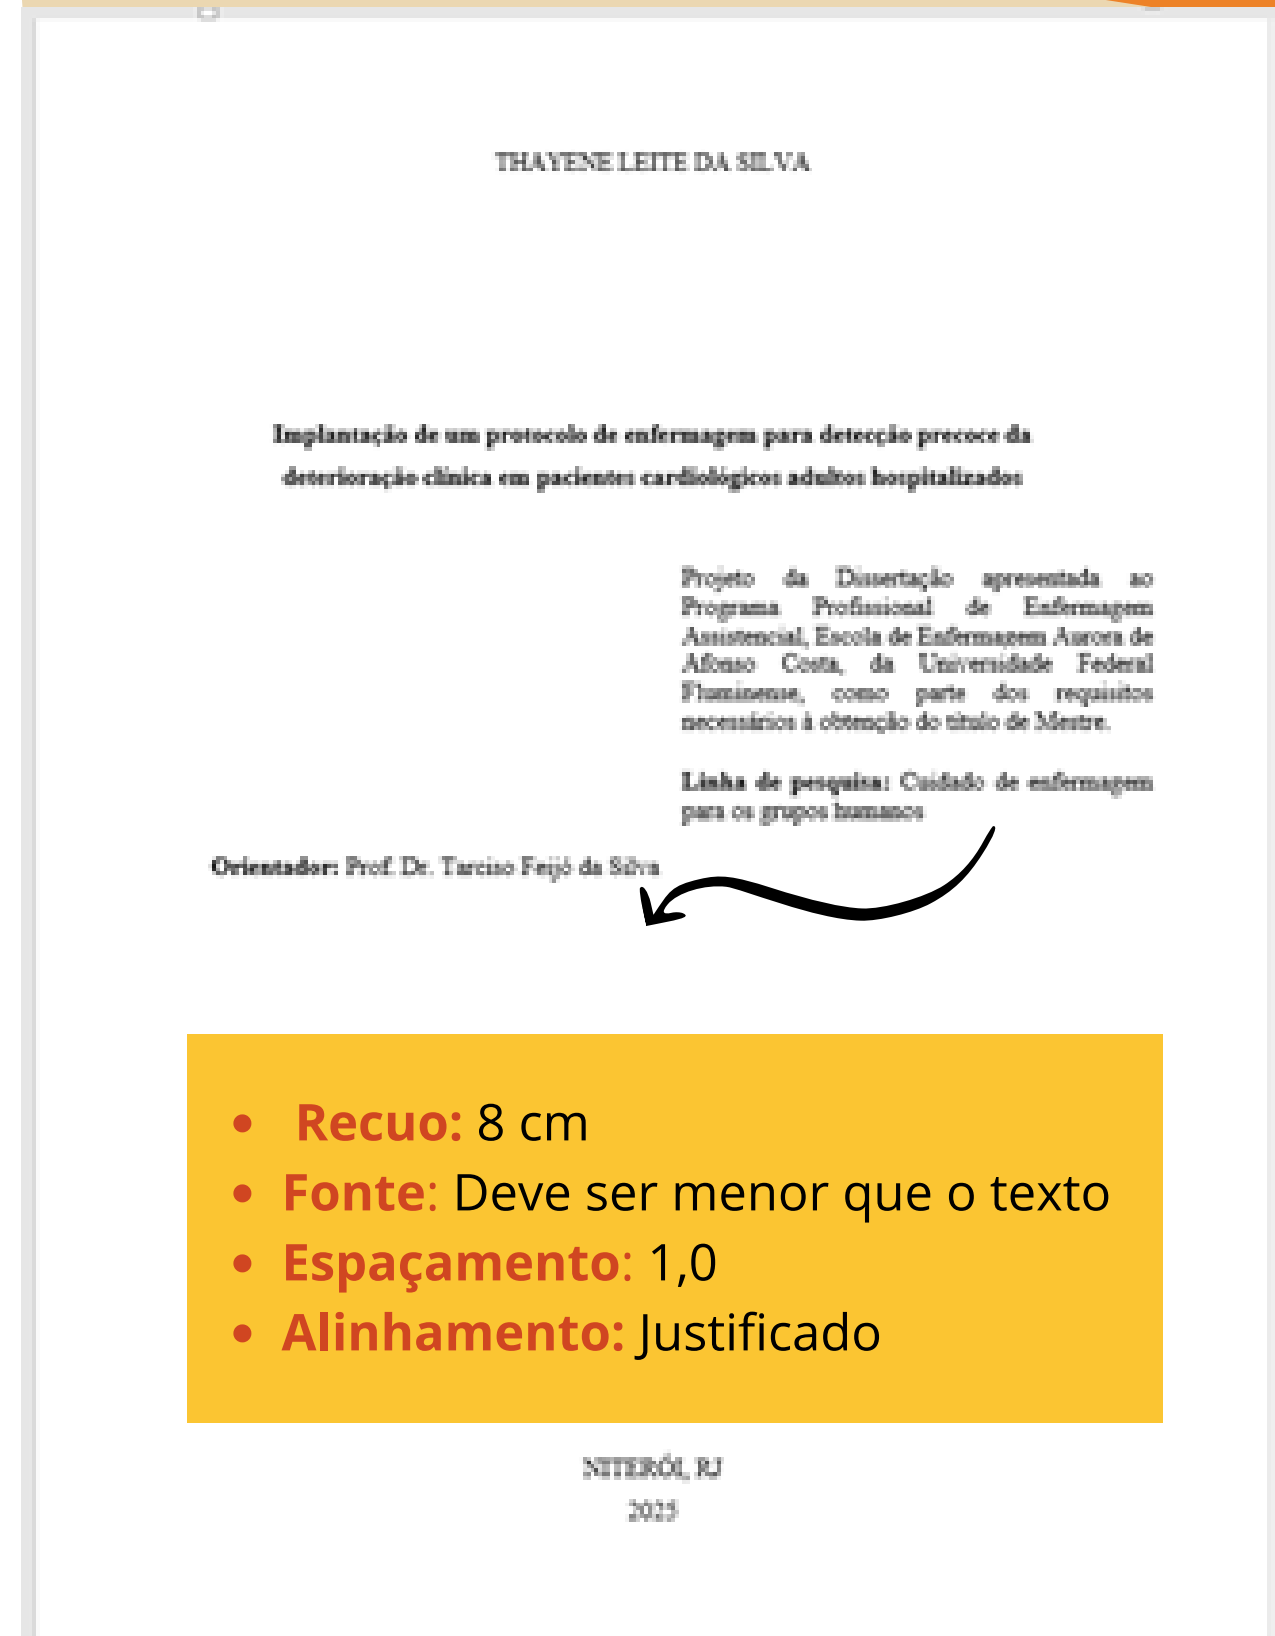 THAYENE LEITE DA SILVA
Implantação de um protocolo de enfermagem para detecção precoce da
deterioração clínica em pacientes cardiológicos adultos hospitalizados
Projeto da Dissertação apresentada ao
Programa Profissional de Enfermagem
Assistencial, Escola de Enfermagem Aurora de
Afonso Costa, da Universidade Federal
Fluminense, como parte dos requisitos
necessários à obtenção do título de Mestre.
Linha de pesquisa: Cuidado de enfermagem
para os grupos humanos
Orientador: Prof. Dr. Tarciso Feijó da Silva
• Recuo: 8 cm
• Fonte: Deve ser menor que o texto
• Espaçamento: 1,0
• Alinhamento: Justificado
NITERÓI, RJ
2025